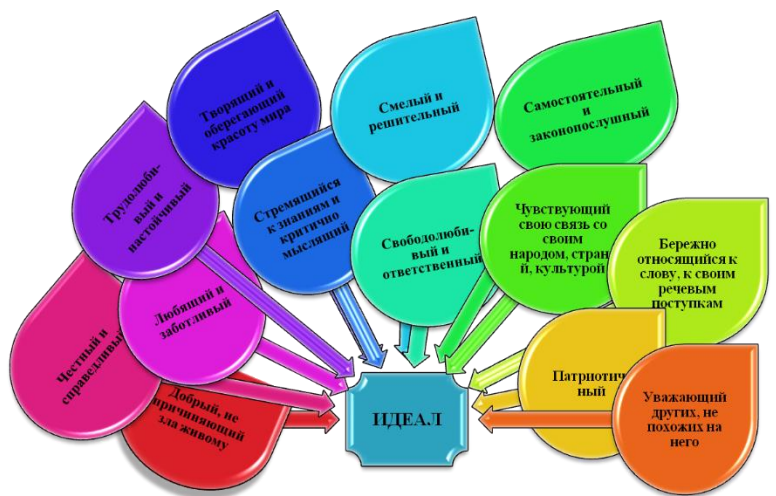 Творящий и
оберегающий
красоту мира
Смелый и
решительный
Самостоятельный
и
законопослушный
Трудолюби-
вый и
настойчивый
Стремящийся
к знаниям и
критично
мыслящий
Свободолюби-
вый и
ответственный
Чувствующий
свою связь со
своим
народом, стран
й, культурой
Бережно
относящийся к
слову, к своим
речевым
поступкам
Честный и
справедливый
Любящий и
заботливый
Добрый, не
причиняющий
зла живому
ИДЕАЛ
Патриотич
ный
Уважающий
других, не
похожих на
него